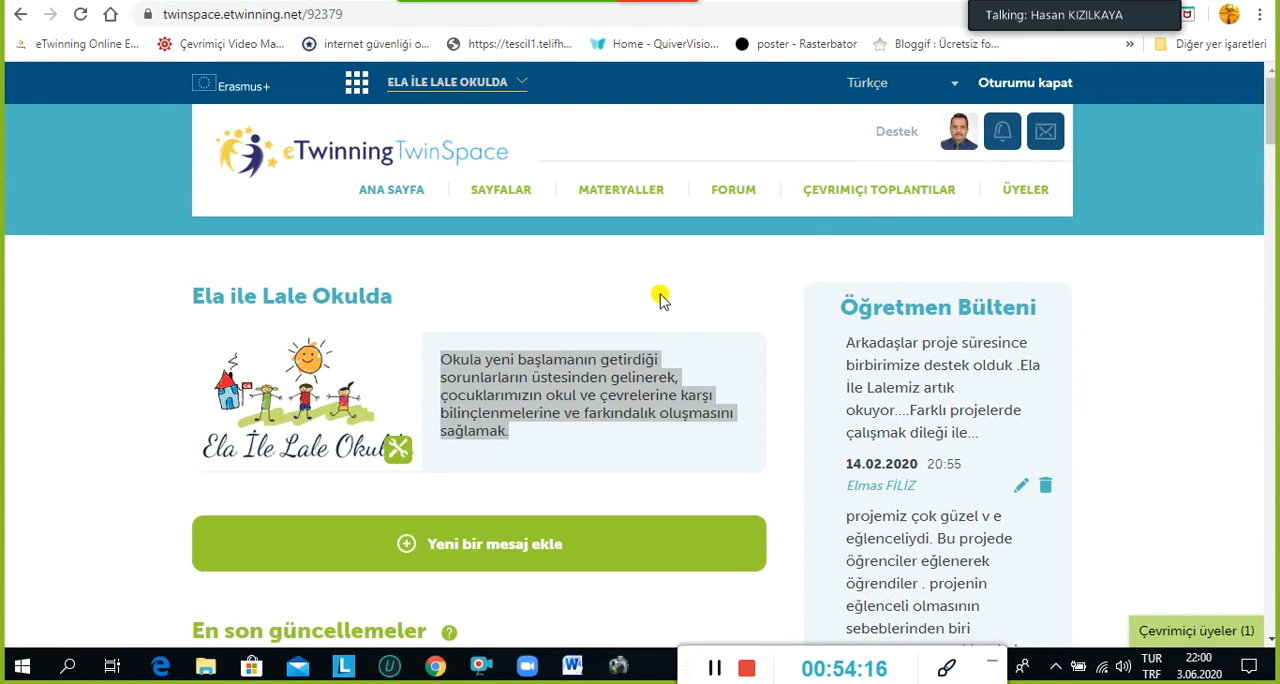 twinspace.etwinning.net/92379
Talking: Hasan KIZILKAYA
eTwinning Online E...
Çevrimiçi Video Ma...
internet güvenliği o...
https://tescil1.telifh...
Home - QuiverVisio...
poster - Rasterbator
Bloggif : Ücretsiz fo...
»
Diğer yer işaretleri
Erasmus+
ELA İLE LALE OKULDA
Türkçe
Oturumu kapat
eTwinning TwinSpace
Destek
ANA SAYFA
SAYFALAR
MATERYALLER
FORUM
ÇEVRIMIÇI TOPLANTILAR
ÜYELER
Ela ile Lale Okulda
Ela İle Lale Okul
Okula yeni başlamanın getirdiği
sorunlarların üstesinden gelinerek,
çocuklarımızın okul ve çevrelerine karşı
bilinçlenmelerine ve farkındalık oluşmasını
sağlamak.
Yeni bir mesaj ekle
En son güncellemeler ?
Öğretmen Bülteni
Arkadaşlar proje süresince
birbirimize destek olduk .Ela
İle Lalemiz artık
okuyor....Farklı projelerde
çalışmak dileği ile...
14.02.2020 20:55
Elmas FİLİZ
projemiz çok güzel v e
eğlenceliydi. Bu projede
öğrenciler eğlenerek
öğrendiler . projenin
eğlenceli olmasının
sebeblerinden biri
Çevrimiçi üyeler (1)
00:54:16
TUR
TRF
22:00
3.06.2020